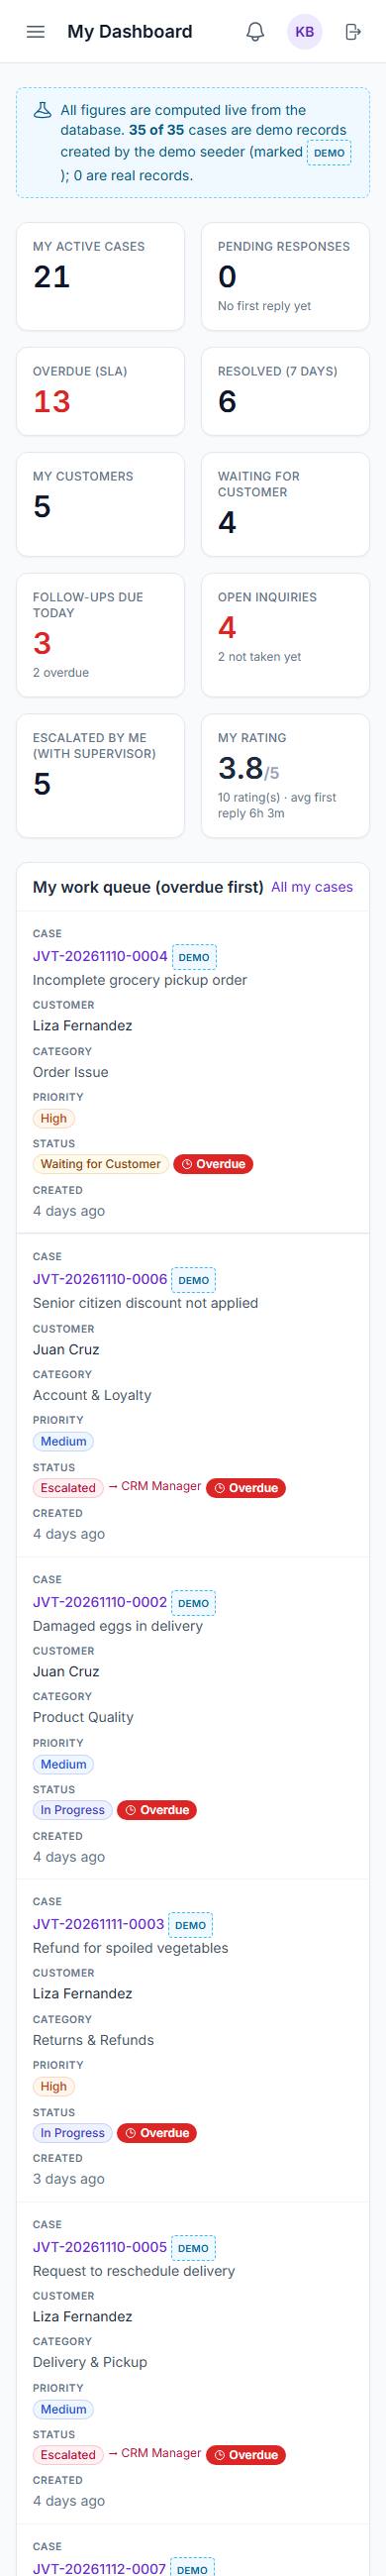 My Dashboard
KB
All figures are computed live from the
database. 35 of 35 cases are demo records
created by the demo seeder (marked DEMO
); 0 are real records.
MY ACTIVE CASES
21
PENDING RESPONSES
0
No first reply yet
OVERDUE (SLA)
13
RESOLVED (7 DAYS)
6
MY CUSTOMERS
5
WAITING FOR
CUSTOMER
4
FOLLOW-UPS DUE
TODAY
3
2 overdue
OPEN INQUIRIES
4
2 not taken yet
ESCALATED BY ME
(WITH SUPERVISOR)
5
MY RATING
3.8/5
10 rating(s) · avg first
reply 6h 3m
My work queue (overdue first) All my cases
CASE
JVT-20261110-0004 DEMO
Incomplete grocery pickup order
CUSTOMER
Liza Fernandez
CATEGORY
Order Issue
PRIORITY
High
STATUS
Waiting for Customer Overdue
CREATED
4 days ago
CASE
JVT-20261110-0006 DEMO
Senior citizen discount not applied
CUSTOMER
Juan Cruz
CATEGORY
Account & Loyalty
PRIORITY
Medium
STATUS
Escalated → CRM Manager Overdue
CREATED
4 days ago
CASE
JVT-20261110-0002 DEMO
Damaged eggs in delivery
CUSTOMER
Juan Cruz
CATEGORY
Product Quality
PRIORITY
Medium
STATUS
In Progress Overdue
CREATED
4 days ago
CASE
JVT-20261111-0003 DEMO
Refund for spoiled vegetables
CUSTOMER
Liza Fernandez
CATEGORY
Returns & Refunds
PRIORITY
High
STATUS
In Progress Overdue
CREATED
3 days ago
CASE
JVT-20261110-0005 DEMO
Request to reschedule delivery
CUSTOMER
Liza Fernandez
CATEGORY
Delivery & Pickup
PRIORITY
Medium
STATUS
Escalated → CRM Manager Overdue
CREATED
4 days ago
CASE
JVT-20261112-0007 DEMO